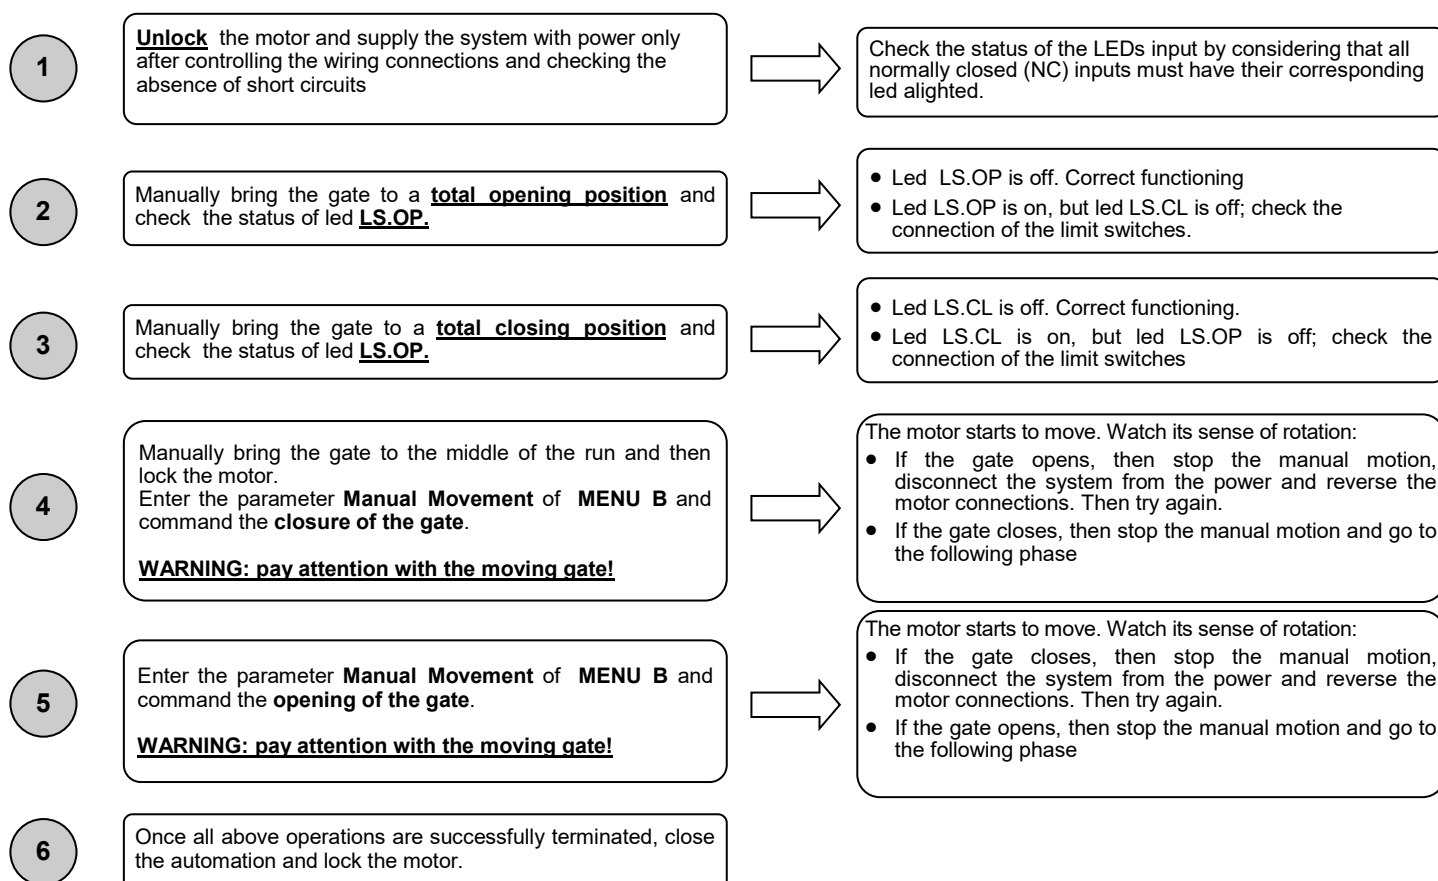 1
Unlock the motor and supply the system with power only
after controlling the wiring connections and checking the
absence of short circuits
Check the status of the LEDs input by considering that all
normally closed (NC) inputs must have their corresponding
led alighted.
2
Manually bring the gate to a total opening position and
check the status of led LS.OP.
• Led LS.OP is off. Correct functioning
• Led LS.OP is on, but led LS.CL is off; check the
connection of the limit switches.
3
Manually bring the gate to a total closing position and
check the status of led LS.OP.
• Led LS.CL is off. Correct functioning.
• Led LS.CL is on, but led LS.OP is off; check the
connection of the limit switches
4
Manually bring the gate to the middle of the run and then
lock the motor.
Enter the parameter Manual Movement of MENU B and
command the closure of the gate.
WARNING: pay attention with the moving gate!
The motor starts to move. Watch its sense of rotation:
• If the gate opens, then stop the manual motion,
disconnect the system from the power and reverse the
motor connections. Then try again.
• If the gate closes, then stop the manual motion and go to
the following phase
5
Enter the parameter Manual Movement of MENU B and
command the opening of the gate.
WARNING: pay attention with the moving gate!
The motor starts to move. Watch its sense of rotation:
• If the gate closes, then stop the manual motion,
disconnect the system from the power and reverse the
motor connections. Then try again.
• If the gate opens, then stop the manual motion and go to
the following phase
6
Once all above operations are successfully terminated, close
the automation and lock the motor.